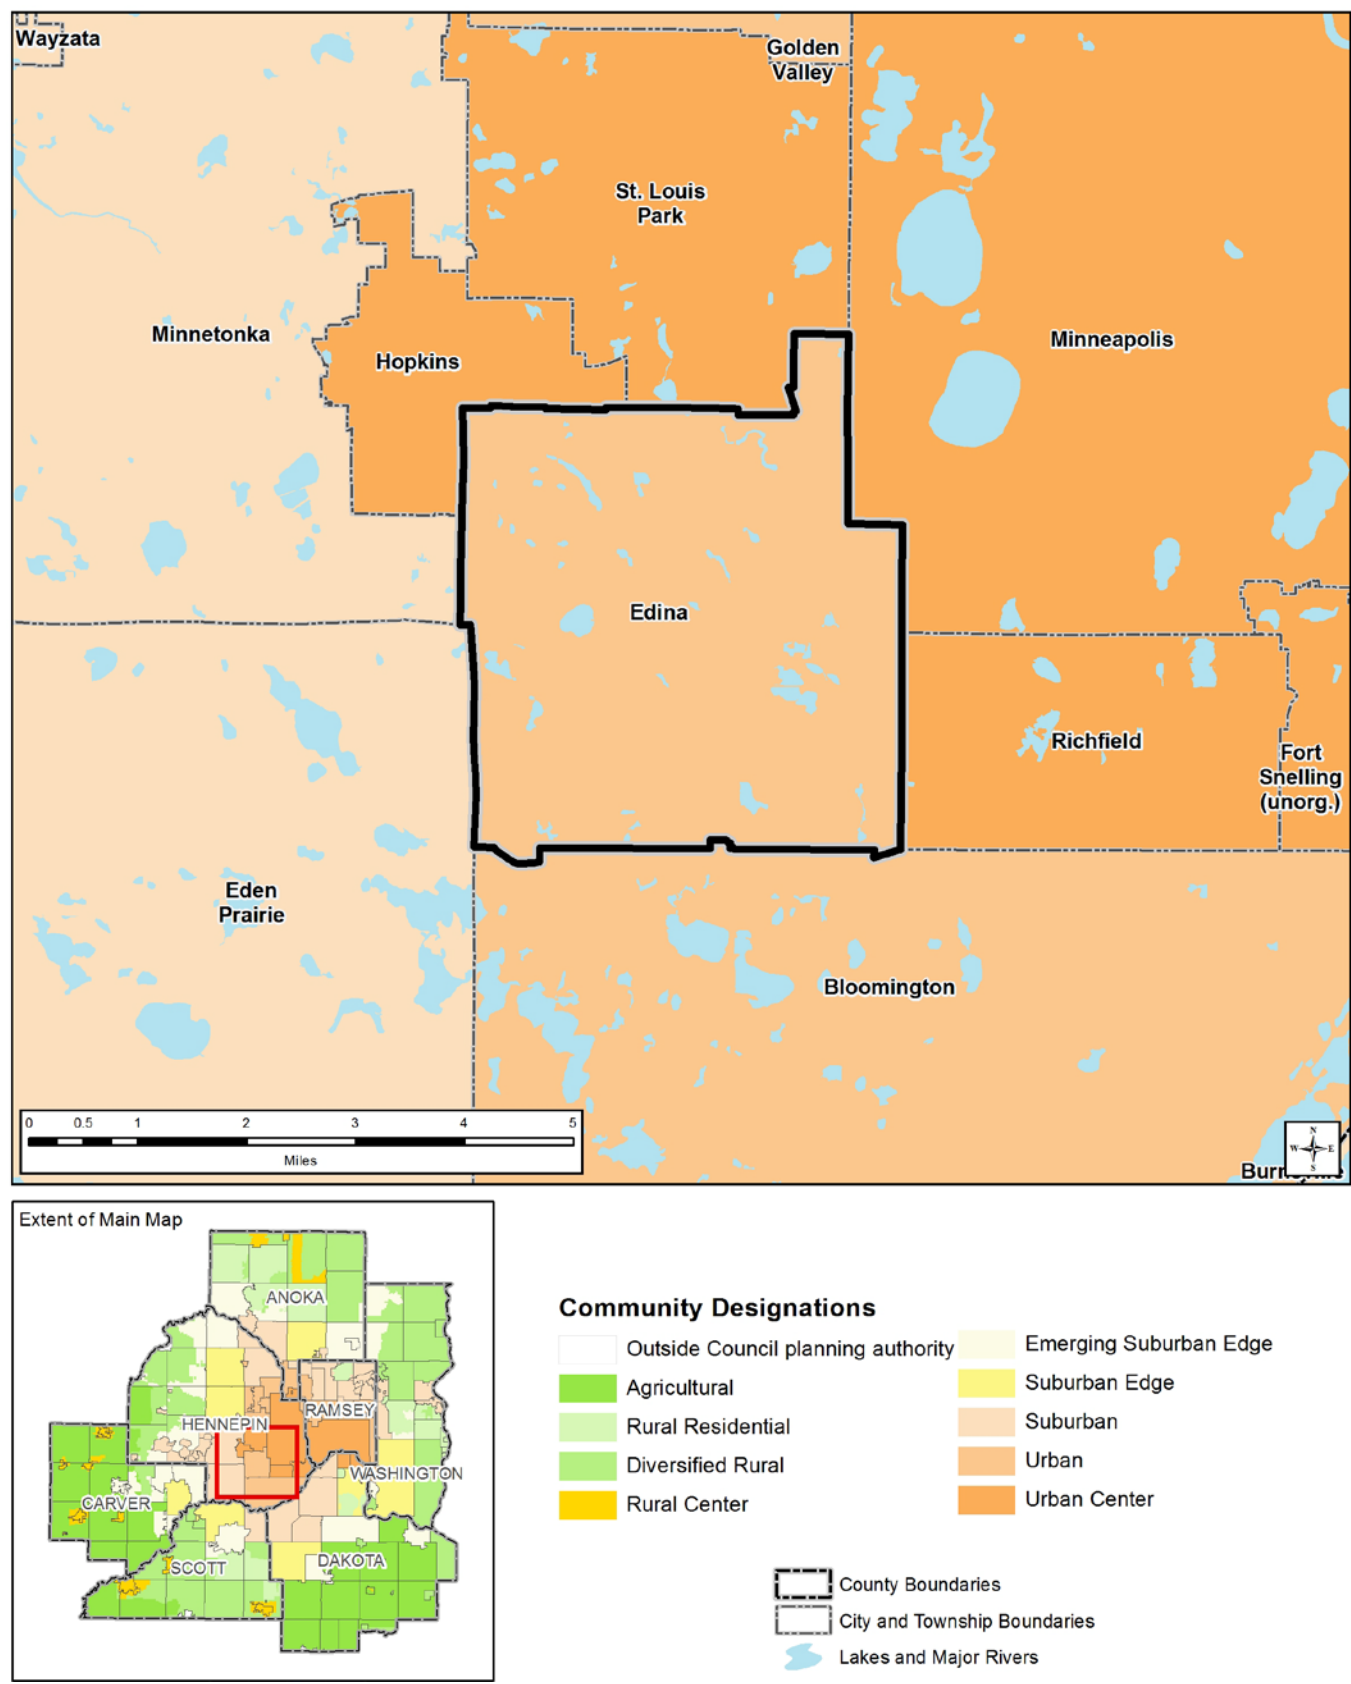 Wayzata
Golden
Valley
St. Louis
Park
Minnetonka
Hopkins
Minneapolis
Edina
Richfield
Fort
Snelling
(unorg.)
Eden
Prairie
Bloomington
0 0.5 1 2 3 4 5
Miles
N
W E
S
Extent of Main Map
ANOKA
HENNEPIN
RAMSEY
WASHINGTON
CARVER
SCOTT
DAKOTA
Community Designations
Outside Council planning authority
Agricultural
Rural Residential
Diversified Rural
Rural Center
Emerging Suburban Edge
Suburban Edge
Suburban
Urban
Urban Center
County Boundaries
City and Township Boundaries
Lakes and Major Rivers